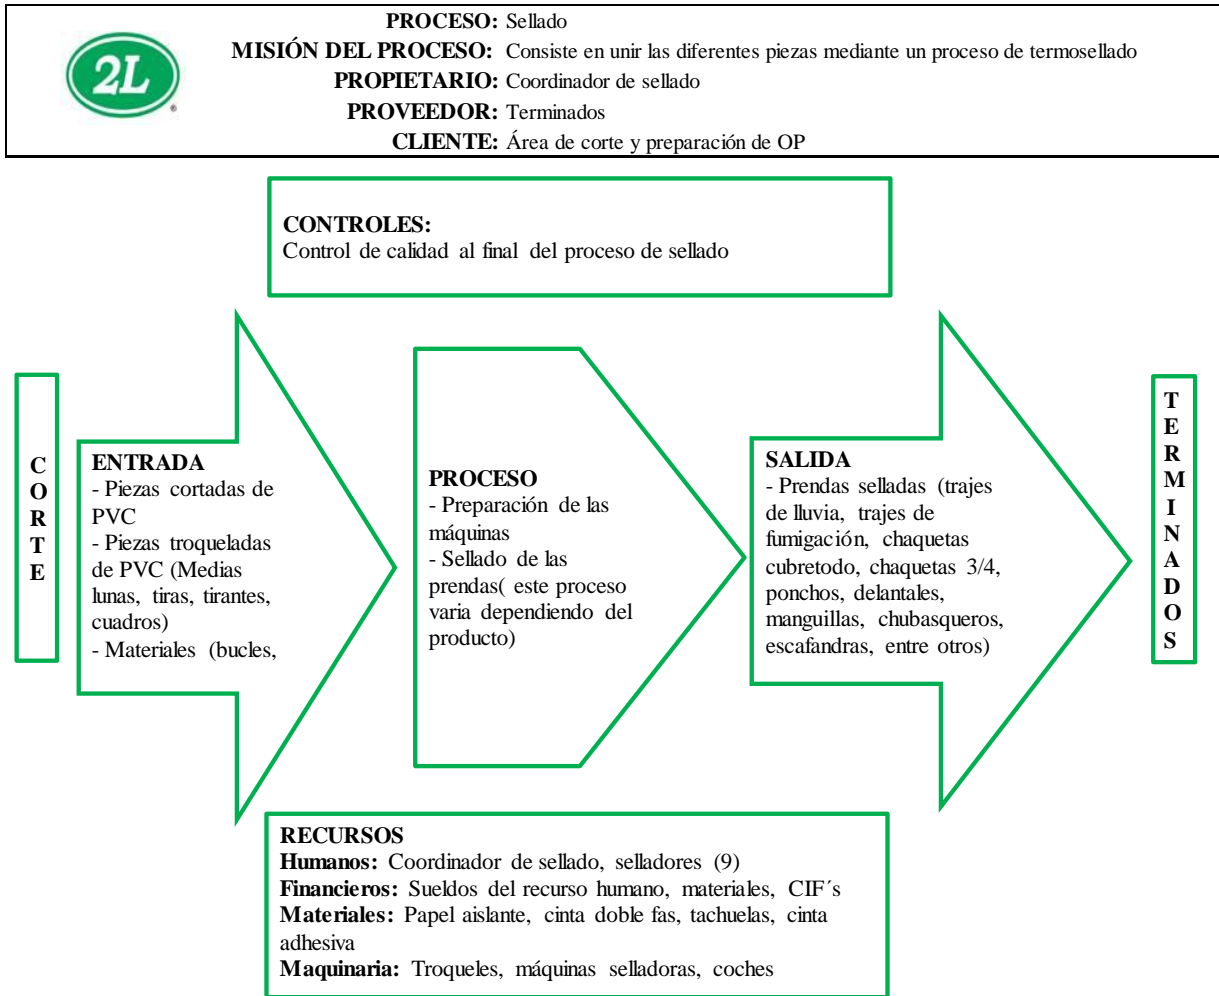 2L
®
PROCESO: Sellado
MISIÓN DEL PROCESO: Consiste en unir las diferentes piezas mediante un proceso de termosellado
PROPIETARIO: Coordinador de sellado
PROVEEDOR: Terminados
CLIENTE: Área de corte y preparación de OP
CONTROLES:
Control de calidad al final del proceso de sellado
CORTE
ENTRADA
- Piezas cortadas de
PVC
- Piezas troqueladas
de PVC (Medias
lunas, tiras, tirantes,
cuadros)
- Materiales (bucles,
PROCESO
- Preparación de las
máquinas
- Sellado de las
prendas( este proceso
varia dependiendo del
producto)
SALIDA
- Prendas selladas (trajes
de lluvia, trajes de
fumigación, chaquetas
cubretodo, chaquetas 3/4,
ponchos, delantales,
manguillas, chubasqueros,
escafandras, entre otros)
TERMINADOS
RECURSOS
Humanos: Coordinador de sellado, selladores (9)
Financieros: Sueldos del recurso humano, materiales, CIF´s
Materiales: Papel aislante, cinta doble fas, tachuelas, cinta
adhesiva
Maquinaria: Troqueles, máquinas selladoras, coches